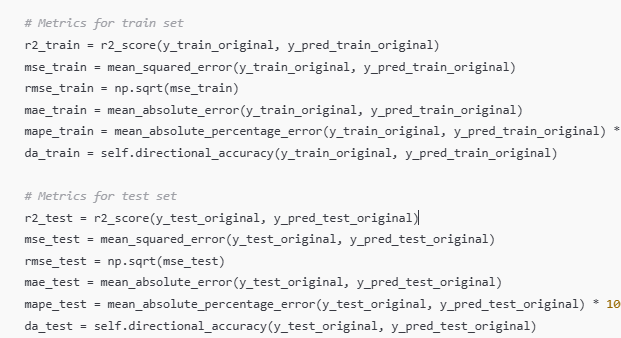 # Metrics for train set
r2_train = r2_score(y_train_original, y_pred_train_original)
mse_train = mean_squared_error(y_train_original, y_pred_train_original)
rmse_train = np.sqrt(mse_train)
mae_train = mean_absolute_error(y_train_original, y_pred_train_original)
mape_train = mean_absolute_percentage_error(y_train_original, y_pred_train_original) *
da_train = self.directional_accuracy(y_train_original, y_pred_train_original)
# Metrics for test set
r2_test = r2_score(y_test_original, y_pred_test_original)
mse_test = mean_squared_error(y_test_original, y_pred_test_original)
rmse_test = np.sqrt(mse_test)
mae_test = mean_absolute_error(y_test_original, y_pred_test_original)
mape_test = mean_absolute_percentage_error(y_test_original, y_pred_test_original) * 10
da_test = self.directional_accuracy(y_test_original, y_pred_test_original)